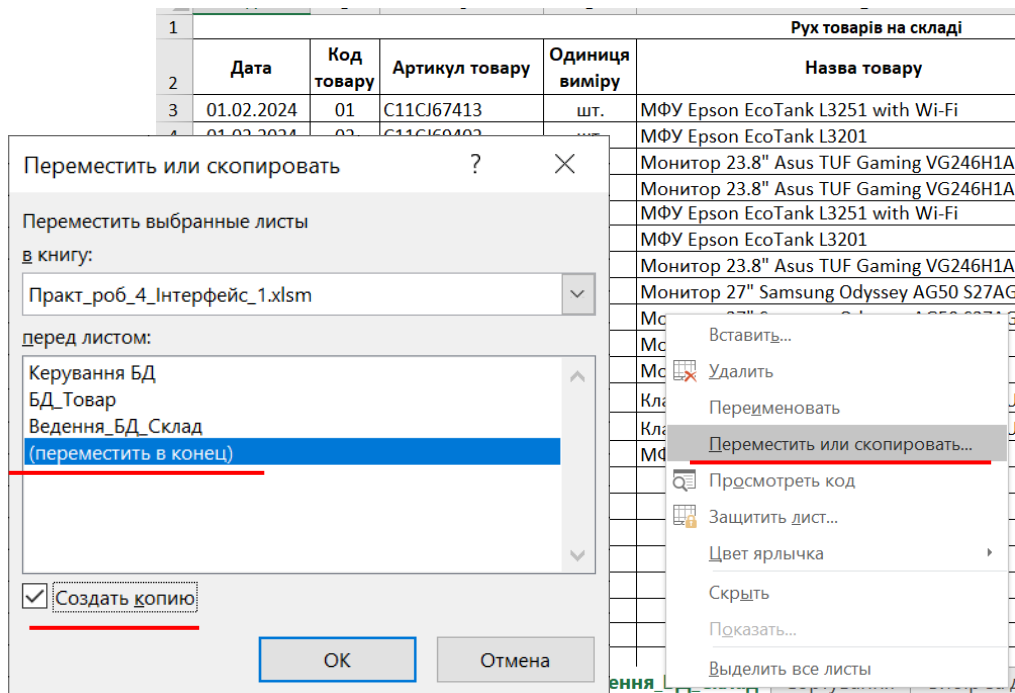 1 Рух товарів на складі
2 Дата Код товару Артикул товару Одиниця виміру Назва товару
3 01.02.2024 01 C11CJ67413 шт. МФУ Epson EcoTank L3251 with Wi-Fi
МФУ Epson EcoTank L3201
Монитор 23.8" Asus TUF Gaming VG246H1A
Монитор 23.8" Asus TUF Gaming VG246H1A
МФУ Epson EcoTank L3251 with Wi-Fi
МФУ Epson EcoTank L3201
Монитор 23.8" Asus TUF Gaming VG246H1A
Монитор 27" Samsung Odyssey AG50 S27AG
Переместить или скопировать ?
Переместить выбранные листы
в книгу:
Практ_роб_4_Інтерфейс_1.xlsm
перед листом:
Керування БД
БД_Товар
Ведення_БД_Склад
(переместить в конец)
Создать копию
ОК Отмена
Вставить...
Удалить
Переименовать
Переместить или скопировать...
Просмотреть код
Защитить лист...
Цвет ярлычка
Скрыть
Показать...
Выделить все листы